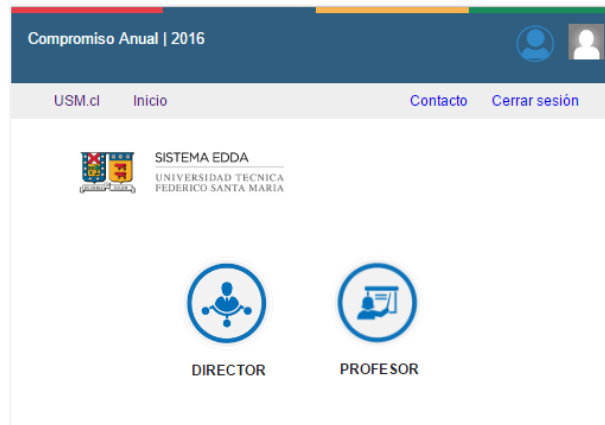 Compromiso Anual | 2016
USM.cl Inicio Contacto Cerrar sesión
SISTEMA EDDA
UNIVERSIDAD TECNICA
FEDERICO SANTA MARIA
DIRECTOR PROFESOR